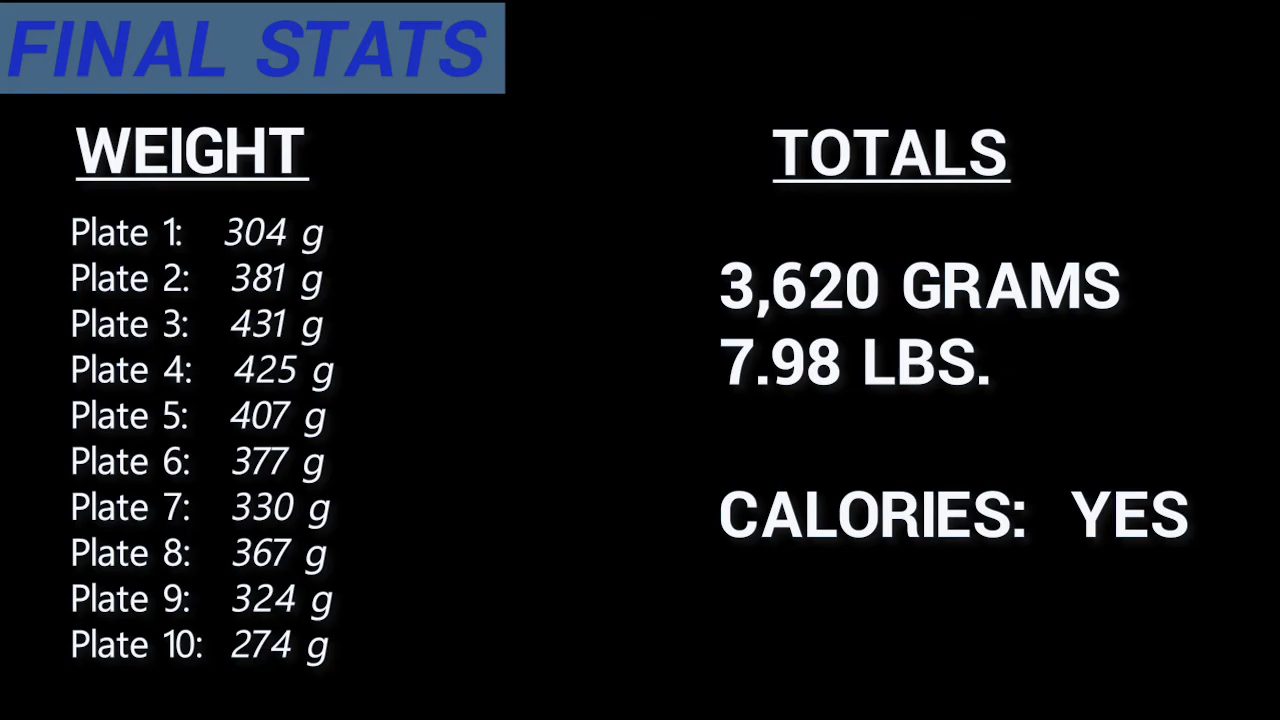 FINAL STATS
WEIGHT
Plate 1: 304 g
Plate 2: 381 g
Plate 3: 431 g
Plate 4: 425 g
Plate 5: 407 g
Plate 6: 377 g
Plate 7: 330 g
Plate 8: 367 g
Plate 9: 324 g
Plate 10: 274 g
TOTALS
3,620 GRAMS
7.98 LBS.
CALORIES: YES